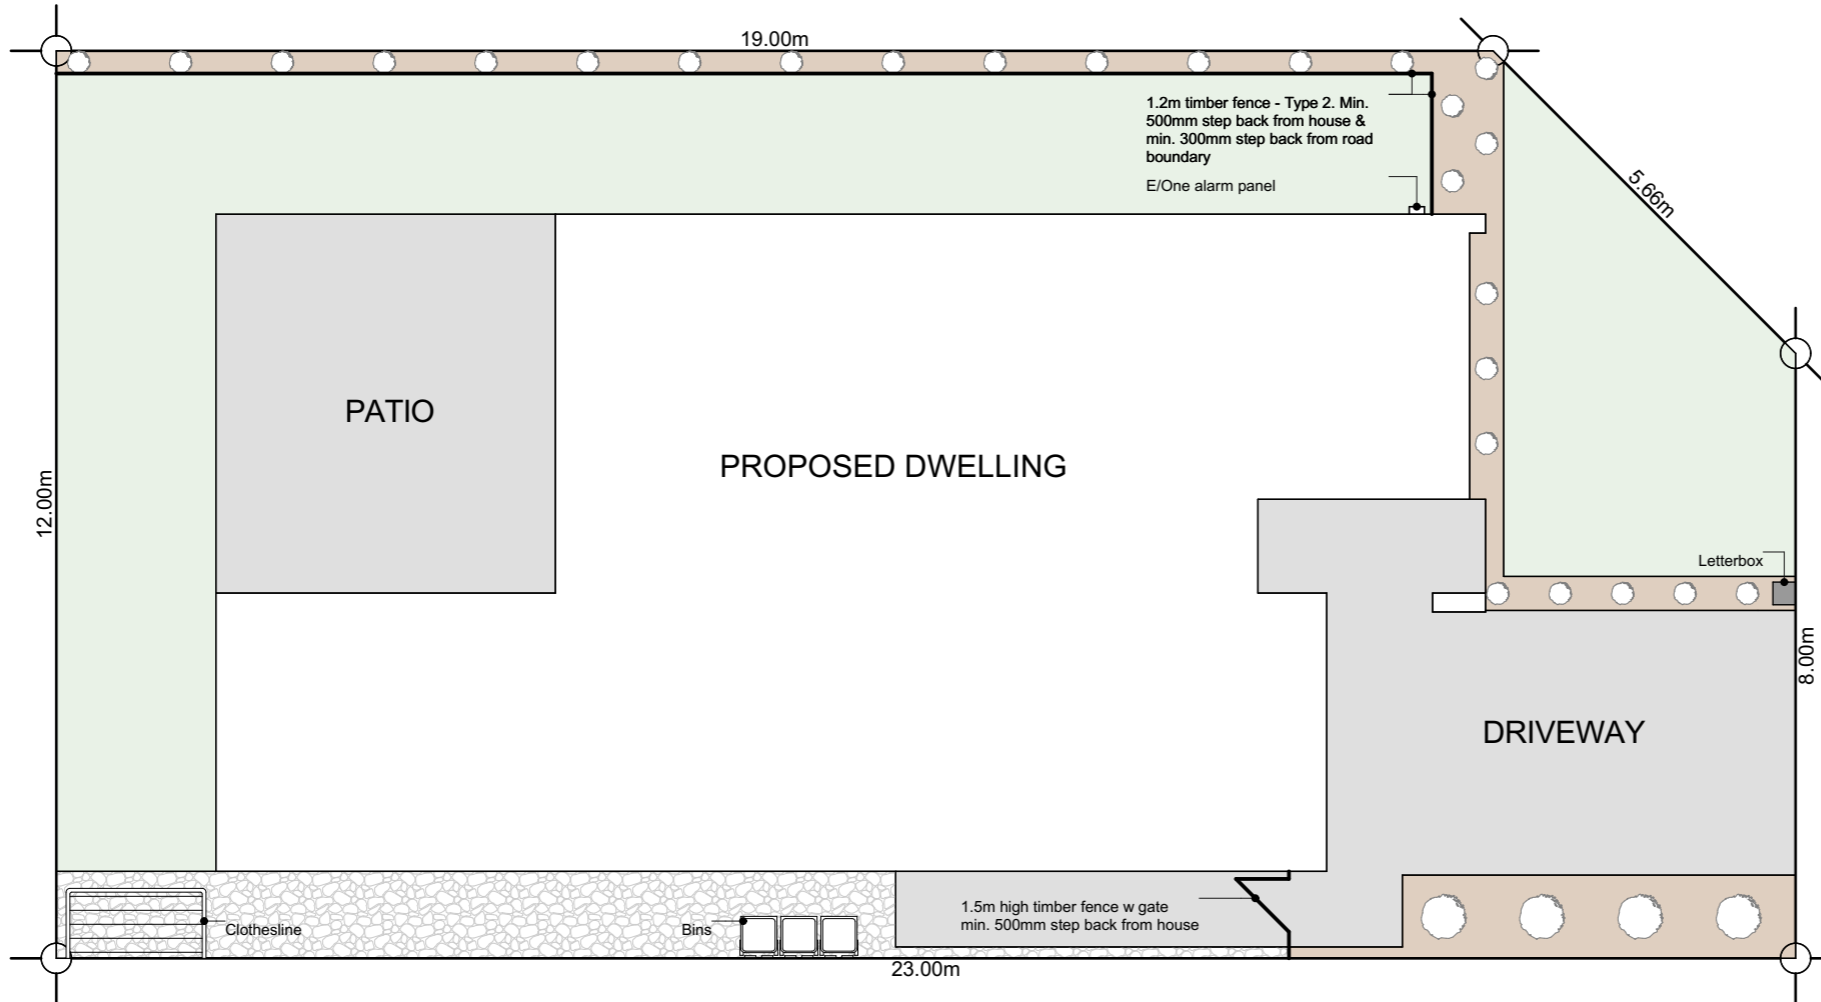 19.00m
1.2m timber fence - Type 2. Min.
500mm step back from house &
min. 300mm step back from road
boundary
E/One alarm panel
5.66m
PATIO
PROPOSED DWELLING
12.00m
Letterbox
8.00m
DRIVEWAY
Clothesline
Bins
1.5m high timber fence w gate
min. 500mm step back from house
23.00m